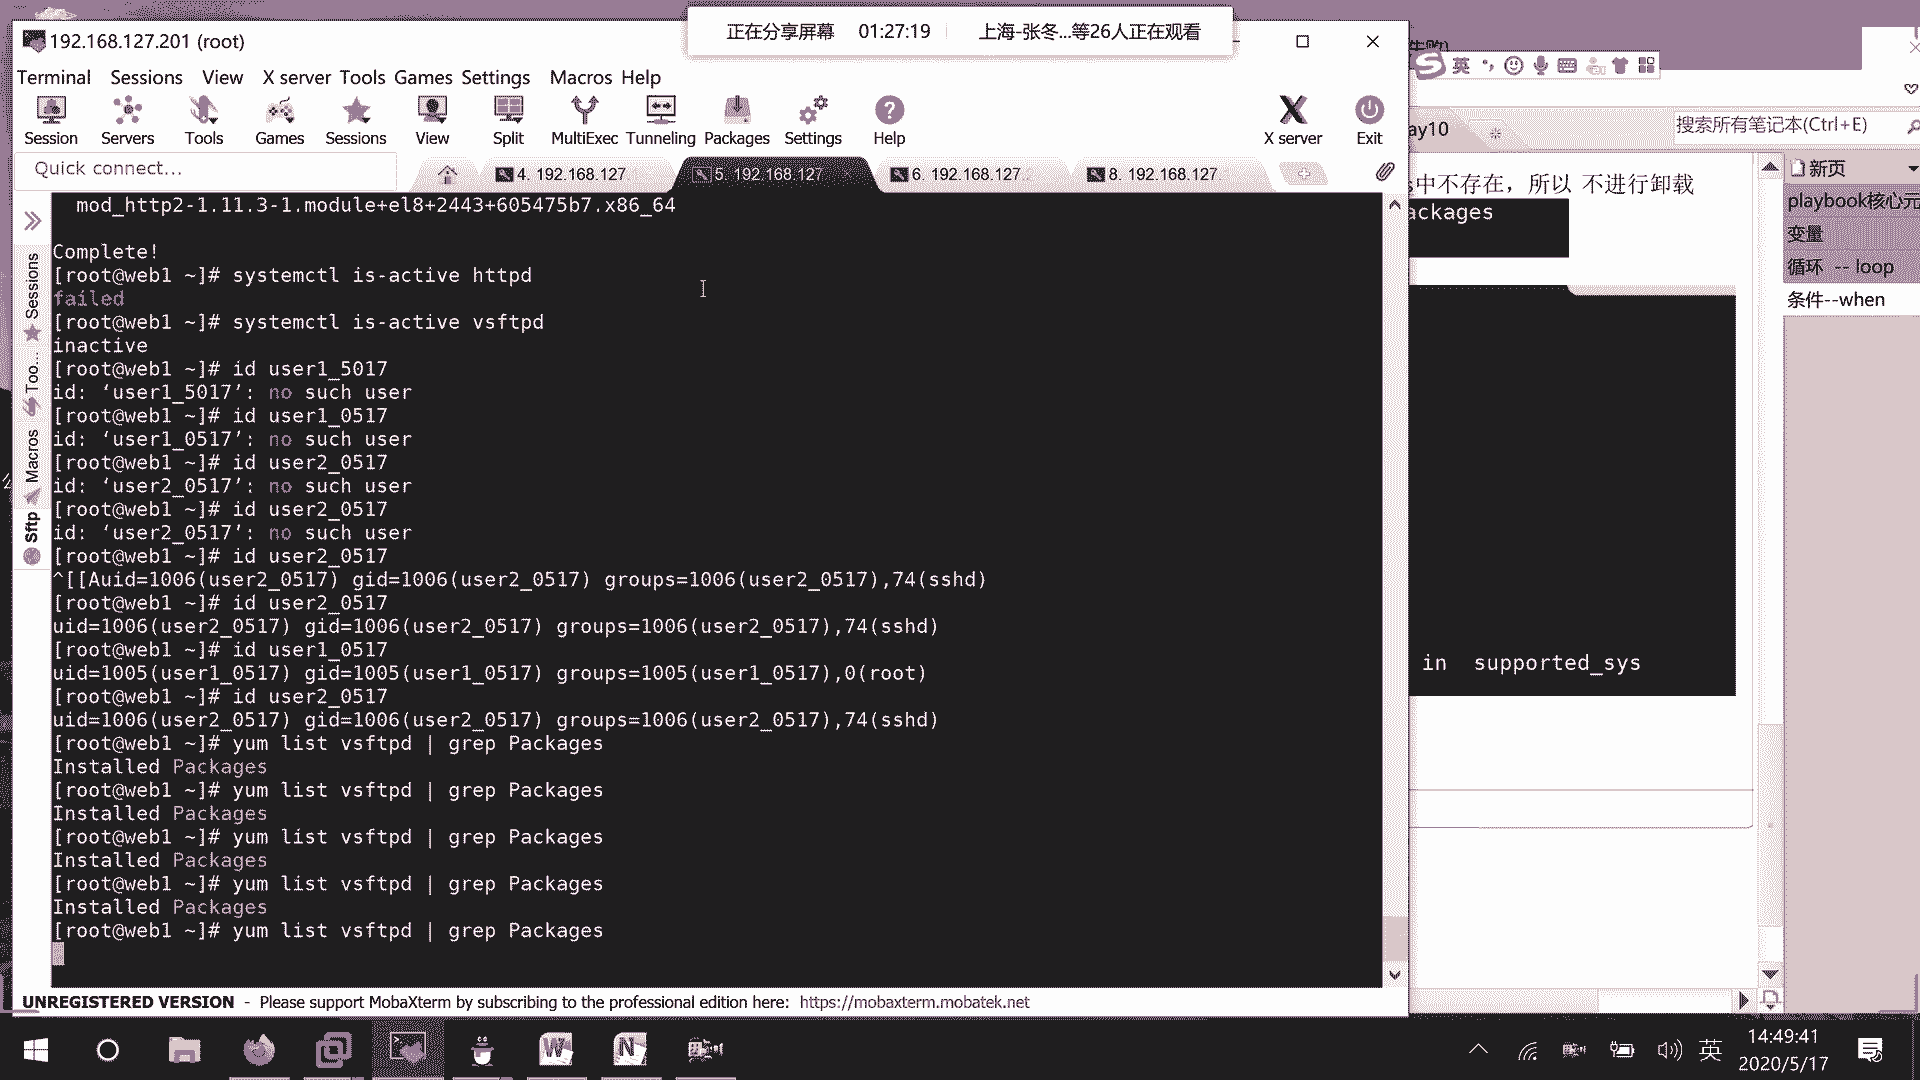 正在分享屏幕 01:27:19 上海-张冬...等26人正在观看
192.168.127.201 (root)
Terminal Sessions View X server Tools Games Settings Macros Help
Session Servers Tools Games Sessions View Split MultiExec Tunneling Packages Settings Help X server Exit
Quick connect...
4. 192.168.127
5. 192.168.127
6. 192.168.127.
8. 192.168.127.
Sessions
Too...
Macros
Sftp
mod_http2-1.11.3-1.module+el8+2443+605475b7.x86_64
Complete!
[root@web1 ~]# systemctl is-active httpd
failed
[root@web1 ~]# systemctl is-active vsftpd
inactive
[root@web1 ~]# id user1_5017
id: ‘user1_5017’: no such user
[root@web1 ~]# id user1_0517
id: ‘user1_0517’: no such user
[root@web1 ~]# id user2_0517
id: ‘user2_0517’: no such user
[root@web1 ~]# id user2_0517
id: ‘user2_0517’: no such user
[root@web1 ~]# id user2_0517
^[[Auid=1006(user2_0517) gid=1006(user2_0517) groups=1006(user2_0517),74(sshd)
[root@web1 ~]# id user2_0517
uid=1006(user2_0517) gid=1006(user2_0517) groups=1006(user2_0517),74(sshd)
[root@web1 ~]# id user1_0517
uid=1005(user1_0517) gid=1005(user1_0517) groups=1005(user1_0517),0(root)
[root@web1 ~]# id user2_0517
uid=1006(user2_0517) gid=1006(user2_0517) groups=1006(user2_0517),74(sshd)
[root@web1 ~]# yum list vsftpd | grep Packages
Installed Packages
[root@web1 ~]# yum list vsftpd | grep Packages
Installed Packages
[root@web1 ~]# yum list vsftpd | grep Packages
Installed Packages
[root@web1 ~]# yum list vsftpd | grep Packages
Installed Packages
[root@web1 ~]# yum list vsftpd | grep Packages
UNREGISTERED VERSION - Please support MobaXterm by subscribing to the professional edition here: https://mobaxterm.mobatek.net
英
ay10
搜索所有笔记本(Ctrl+E)
s中不存在，所以 不进行卸载
ackages
in supported_sys
新页
playbook核心元
变量
循环 -- loop
条件--when
英
14:49:41
2020/5/17